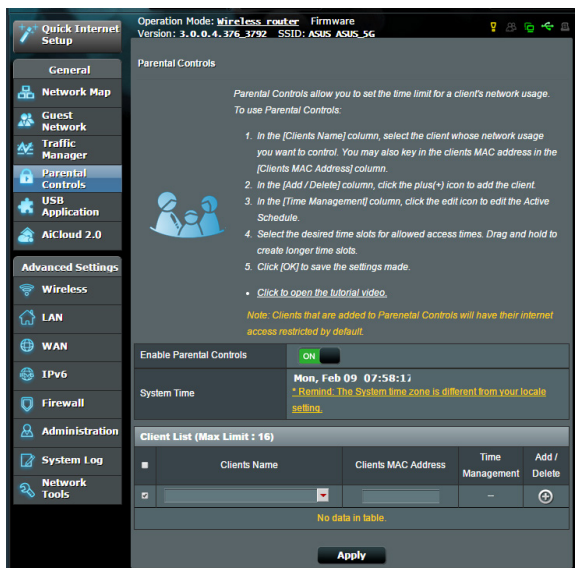 Quick Internet
Setup
General
Network Map
Guest
Network
Traffic
Manager
Parental
Controls
USB
Application
AiCloud 2.0
Advanced Settings
Wireless
LAN
WAN
IPv6
Firewall
Administration
System Log
Network
Tools
Operation Mode: Wireless router Firmware
Version: 3.0.0.4.376_3792 SSID: ASUS ASUS_5G
Parental Controls
Parental Controls allow you to set the time limit for a client's network usage.
To use Parental Controls:
1. In the [Clients Name] column, select the client whose network usage
you want to control. You may also key in the clients MAC address in the
[Clients MAC Address] column.
2. In the [Add / Delete] column, click the plus(+) icon to add the client.
3. In the [Time Management] column, click the edit icon to edit the Active
Schedule.
4. Select the desired time slots for allowed access times. Drag and hold to
create longer time slots.
5. Click [OK] to save the settings made.
• Click to open the tutorial video.
Note: Clients that are added to Parenetal Controls will have their internet
access restricted by default.
Enable Parental Controls ON
System Time Mon, Feb 09 07:58:17
* Remind: The System time zone is different from your locale
setting.
Client List (Max Limit : 16)
Clients Name Clients MAC Address Time
Management Add /
Delete
–
No data in table.
Apply